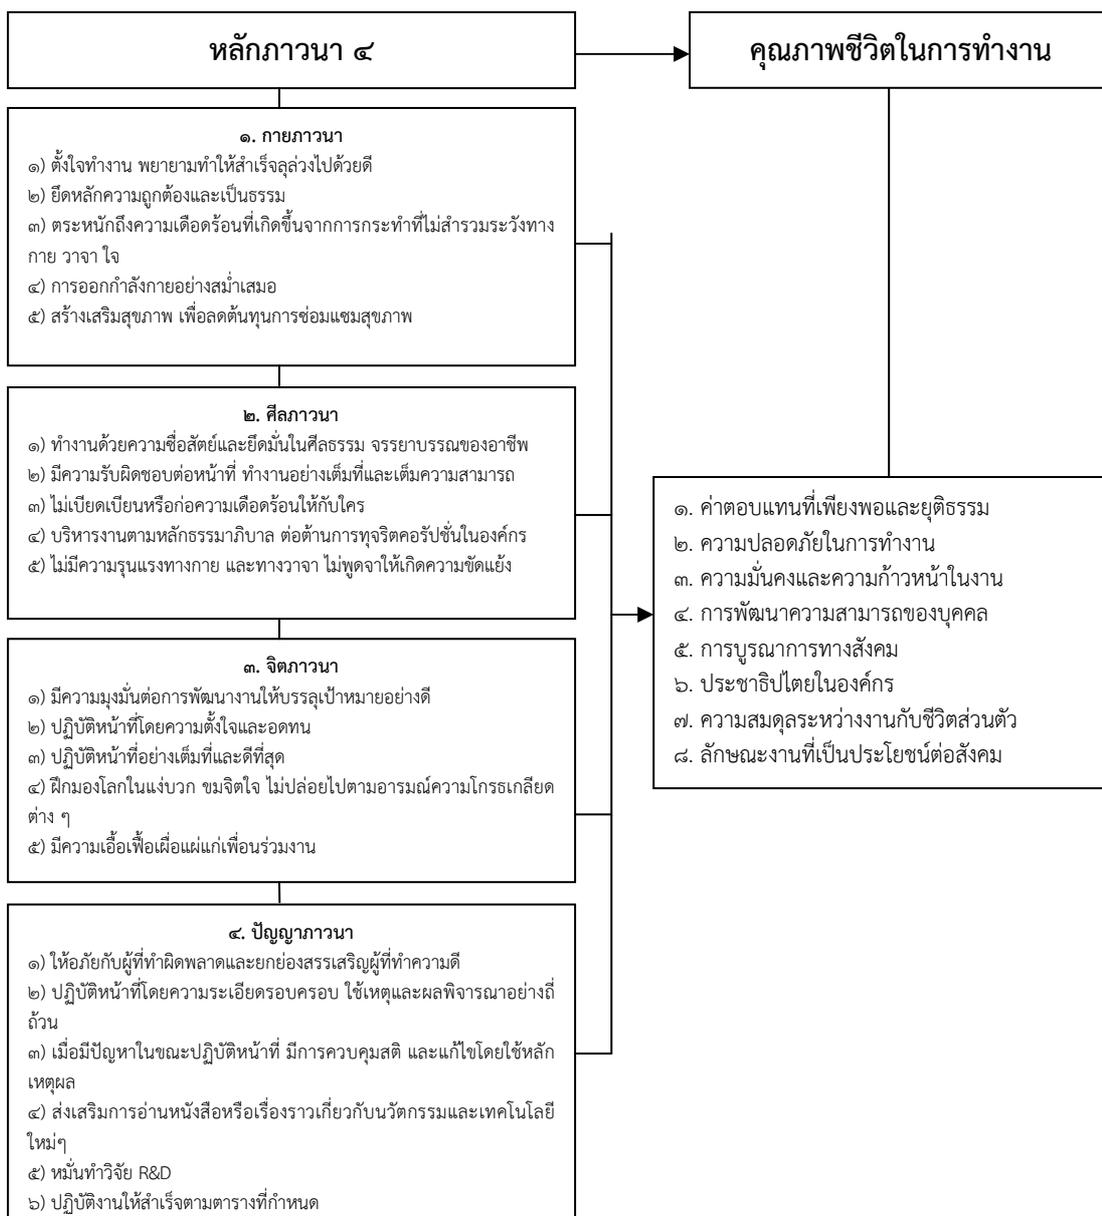 หลักภาวนา ๔
คุณภาพชีวิตในการทำงาน
๑. กายภาวนา
๑) ตั้งใจทำงาน พยายามทำให้สำเร็จลุล่วงไปด้วยดี
๒) ยึดหลักความถูกต้องและเป็นธรรม
๓) ตระหนักถึงความเดือดร้อนที่เกิดขึ้นจากการกระทำที่ไม่สำรวมระวังทาง
กาย วาจา ใจ
๔) การออกกำลังกายอย่างสม่ำเสมอ
๕) สร้างเสริมสุขภาพ เพื่อลดต้นทุนการซ่อมแซมสุขภาพ
๒. ศีลภาวนา
๑) ทำงานด้วยความซื่อสัตย์และยึดมั่นในศีลธรรม จรรยาบรรณของอาชีพ
๒) มีความรับผิดชอบต่อหน้าที่ ทำงานอย่างเต็มที่และเต็มความสามารถ
๓) ไม่เบียดเบียนหรือก่อความเดือดร้อนให้กับใคร
๔) บริหารงานตามหลักธรรมาภิบาล ต่อต้านการทุจริตคอรัปชั่นในองค์กร
๕) ไม่มีความรุนแรงทางกาย และทางวาจา ไม่พูดจาให้เกิดความขัดแย้ง
๓. จิตภาวนา
๑) มีความมุงมั่นต่อการพัฒนางานให้บรรลุเป้าหมายอย่างดี
๒) ปฏิบัติหน้าที่โดยความตั้งใจและอดทน
๓) ปฏิบัติหน้าที่อย่างเต็มที่และดีที่สุด
๔) ฝึกมองโลกในแง่บวก ขมจิตใจ ไม่ปล่อยไปตามอารมณ์ความโกรธเกลียด
ต่าง ๆ
๕) มีความเอื้อเฟื้อเผื่อแผ่แก่เพื่อนร่วมงาน
๔. ปัญญาภาวนา
๑) ให้อภัยกับผู้ที่ทำผิดพลาดและยกย่องสรรเสริญผู้ที่ทำความดี
๒) ปฏิบัติหน้าที่โดยความระเอียดรอบครอบ ใช้เหตุและผลพิจารณาอย่างถี่
ถ้วน
๓) เมื่อมีปัญหาในขณะปฏิบัติหน้าที่ มีการควบคุมสติ และแก้ไขโดยใช้หลัก
เหตุผล
๔) ส่งเสริมการอ่านหนังสือหรือเรื่องราวเกี่ยวกับนวัตกรรมและเทคโนโลยี
ใหม่ๆ
๕) หมั่นทำวิจัย R&D
๖) ปฏิบัติงานให้สำเร็จตามตารางที่กำหนด
๑. ค่าตอบแทนที่เพียงพอและยุติธรรม
๒. ความปลอดภัยในการทำงาน
๓. ความมั่นคงและความก้าวหน้าในงาน
๔. การพัฒนาความสามารถของบุคคล
๕. การบูรณาการทางสังคม
๖. ประชาธิปไตยในองค์กร
๗. ความสมดุลระหว่างงานกับชีวิตส่วนตัว
๘. ลักษณะงานที่เป็นประโยชน์ต่อสังคม